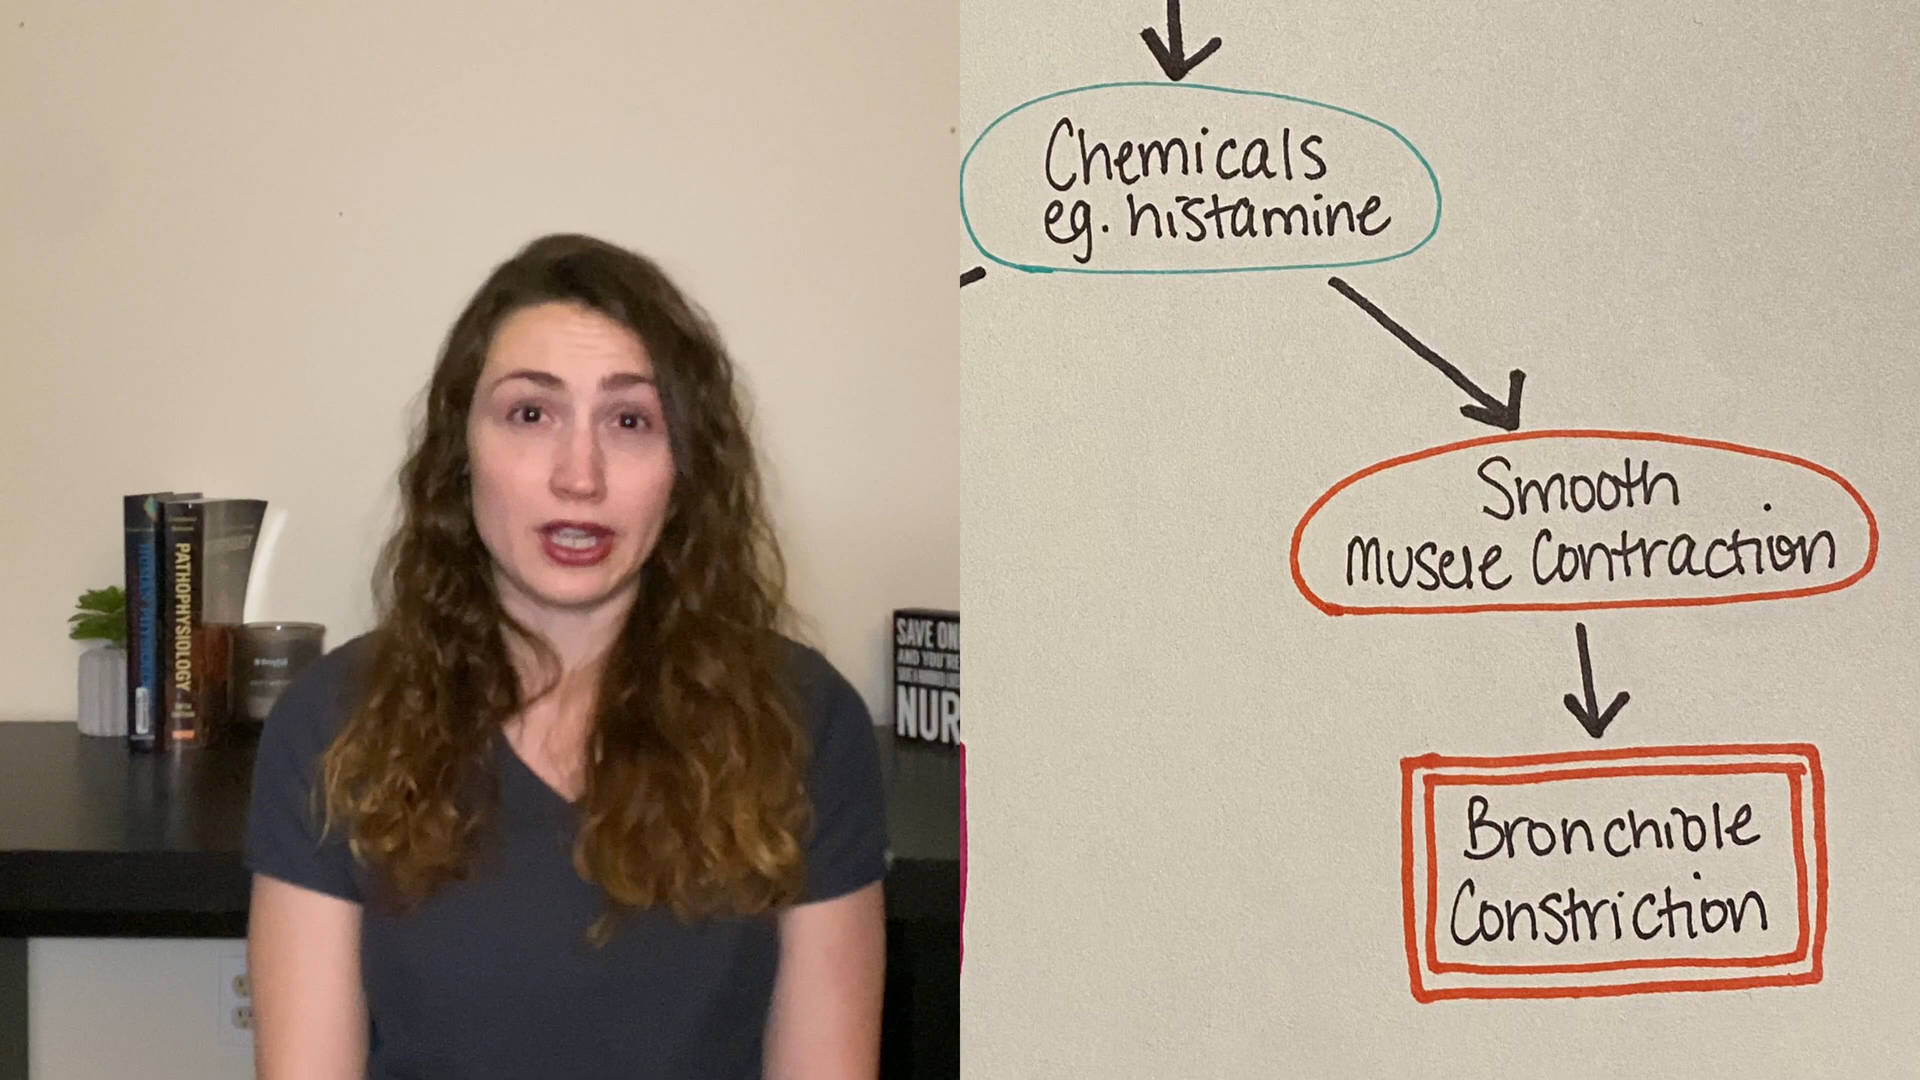 PATHOPHYSIOLOGY
SAVE ON
AND YOU'RE
NUR
Chemicals
eg. histamine
Smooth
Muscle Contraction
Bronchiole
Constriction